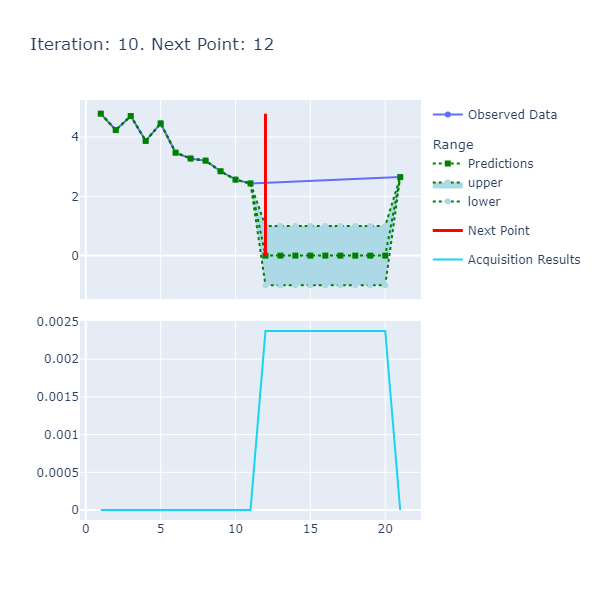 Iteration: 10. Next Point: 12
Observed Data
Range
Predictions
upper
lower
Next Point
Acquisition Results
4
2
0
0.0025
0.002
0.0015
0.001
0.0005
0
0 5 10 15 20